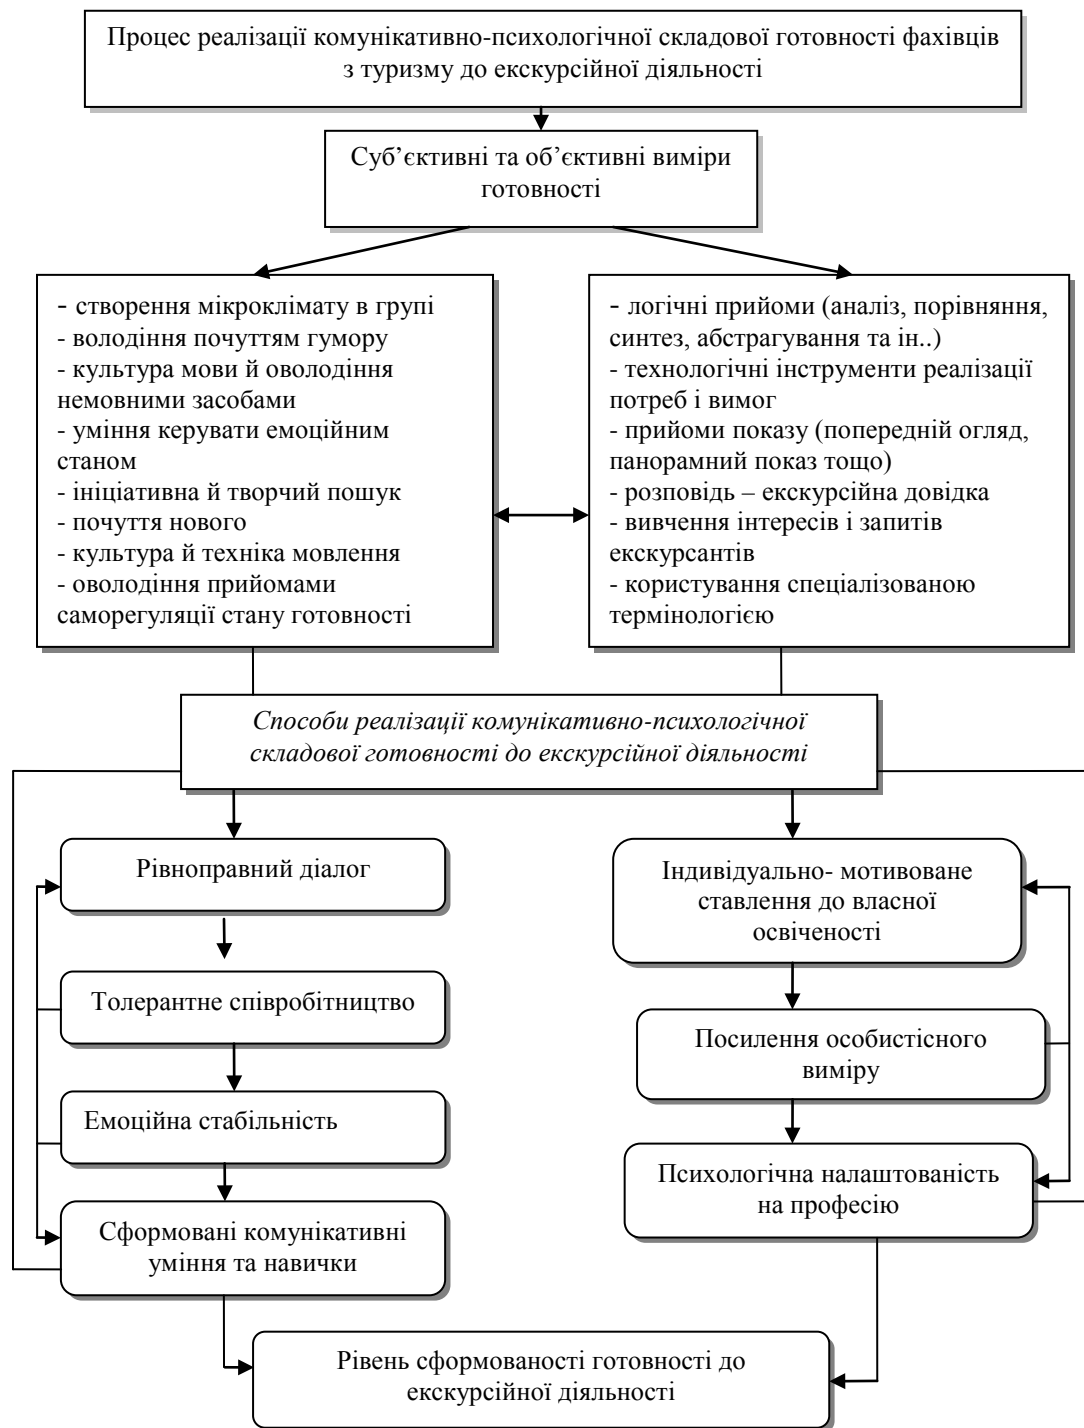 Процес реалізації комунікативно-психологічної складової готовності фахівців
з туризму до екскурсійної діяльності
Суб’єктивні та об’єктивні виміри
готовності
- створення мікроклімату в групі
- володіння почуттям гумору
- культура мови й оволодіння
немовними засобами
- уміння керувати емоційним
станом
- ініціативна й творчий пошук
- почуття нового
- культура й техніка мовлення
- оволодіння прийомами
саморегуляції стану готовності
- логічні прийоми (аналіз, порівняння,
синтез, абстрагування та ін..)
- технологічні інструменти реалізації
потреб і вимог
- прийоми показу (попередній огляд,
панорамний показ тощо)
- розповідь – екскурсійна довідка
- вивчення інтересів і запитів
екскурсантів
- користування спеціалізованою
термінологією
Способи реалізації комунікативно-психологічної
складової готовності до екскурсійної діяльності
Рівноправний діалог
Толерантне співробітництво
Емоційна стабільність
Сформовані комунікативні
уміння та навички
Індивідуально- мотивоване
ставлення до власної
освіченості
Посилення особистісного
виміру
Психологічна налаштованість
на професію
Рівень сформованості готовності до
екскурсійної діяльності